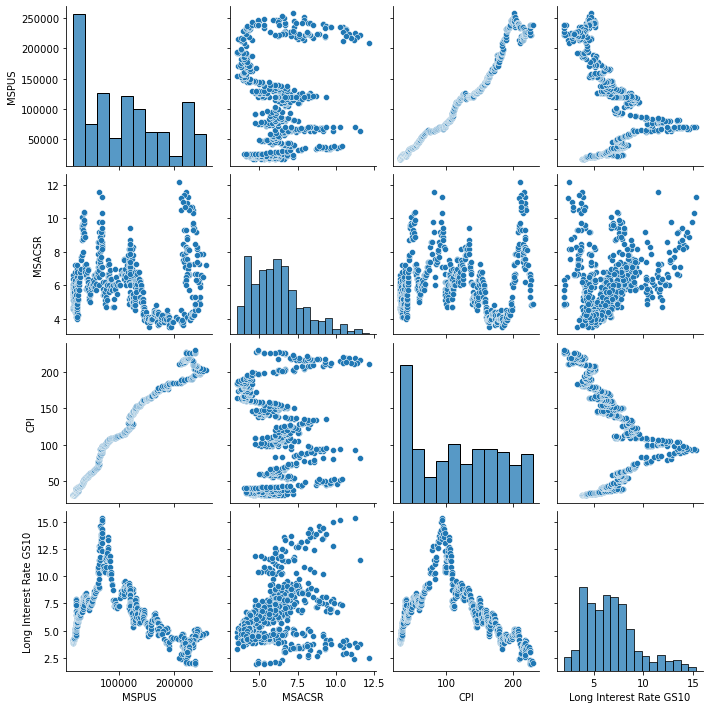 250000
200000
150000
100000
50000
MSPUS
12
10
8
6
4
MSACSR
200
150
100
50
CPI
15.0
12.5
10.0
7.5
5.0
2.5
Long Interest Rate GS10
100000 200000
MSPUS
5.0 7.5 10.0 12.5
MSACSR
100 200
CPI
5 10 15
Long Interest Rate GS10